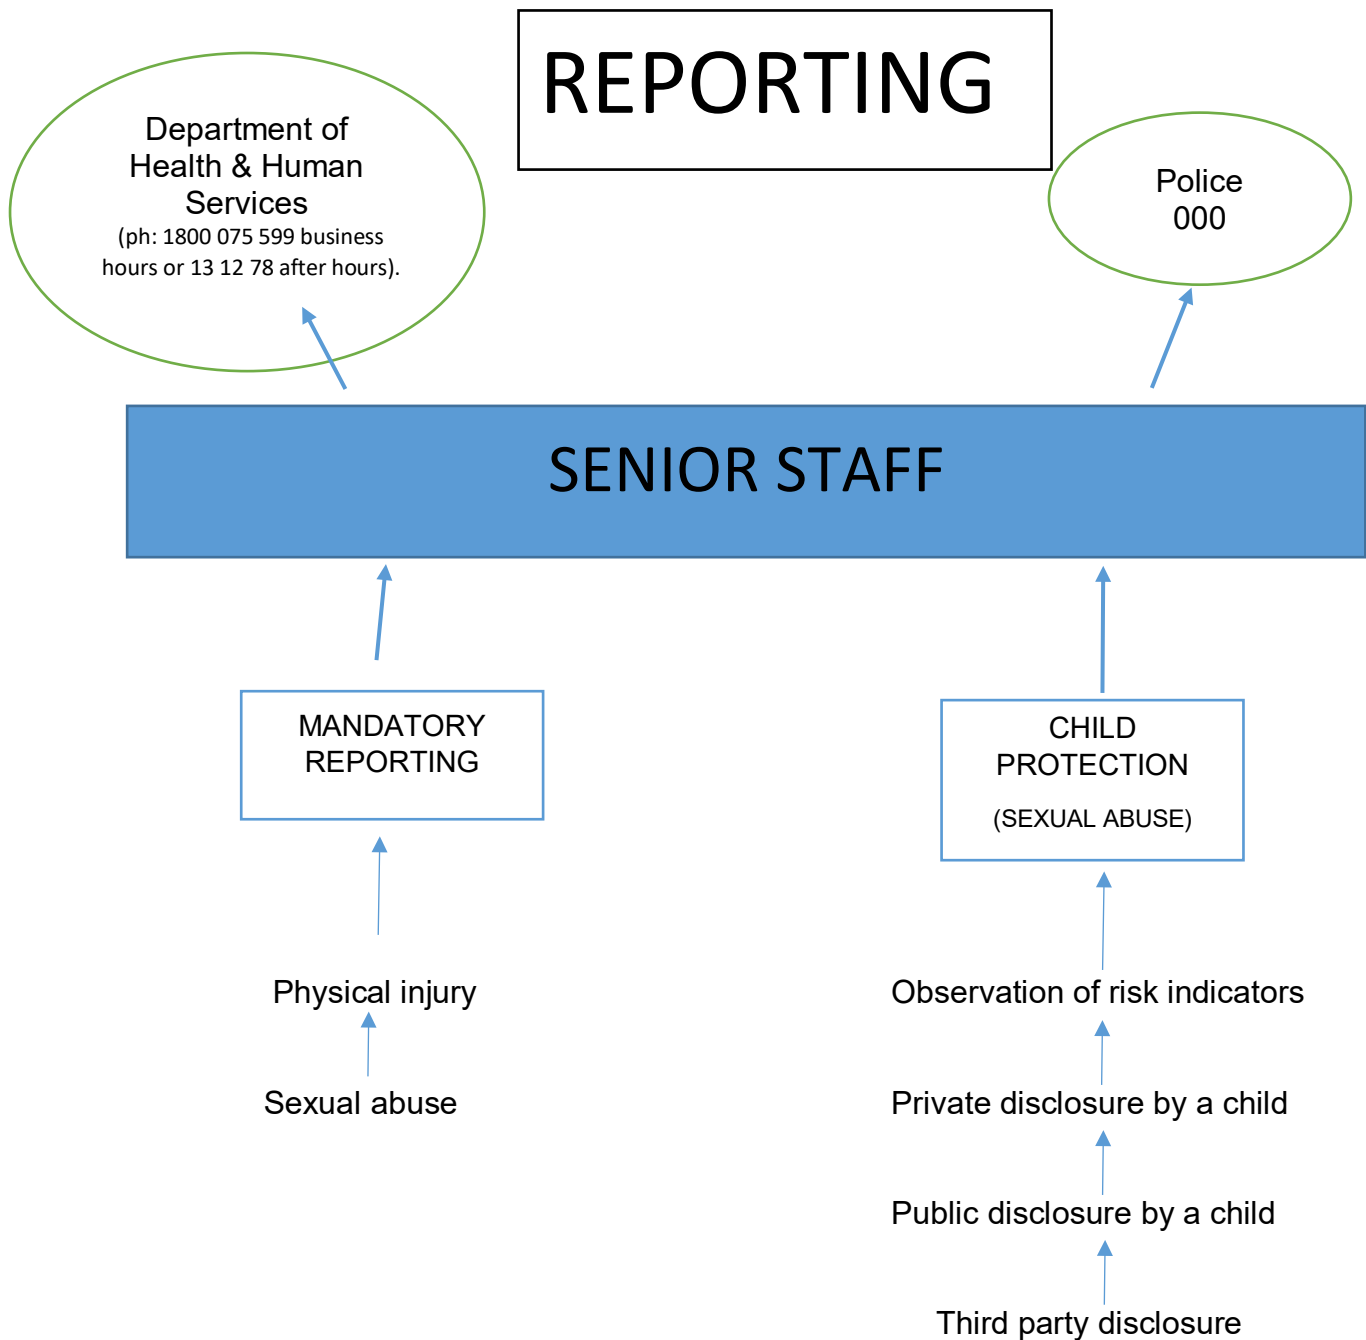 REPORTING
Department of
Health & Human
Services
(ph: 1800 075 599 business
hours or 13 12 78 after hours).
Police
000
SENIOR STAFF
MANDATORY
REPORTING
CHILD
PROTECTION
(SEXUAL ABUSE)
Physical injury
Sexual abuse
Observation of risk indicators
Private disclosure by a child
Public disclosure by a child
Third party disclosure